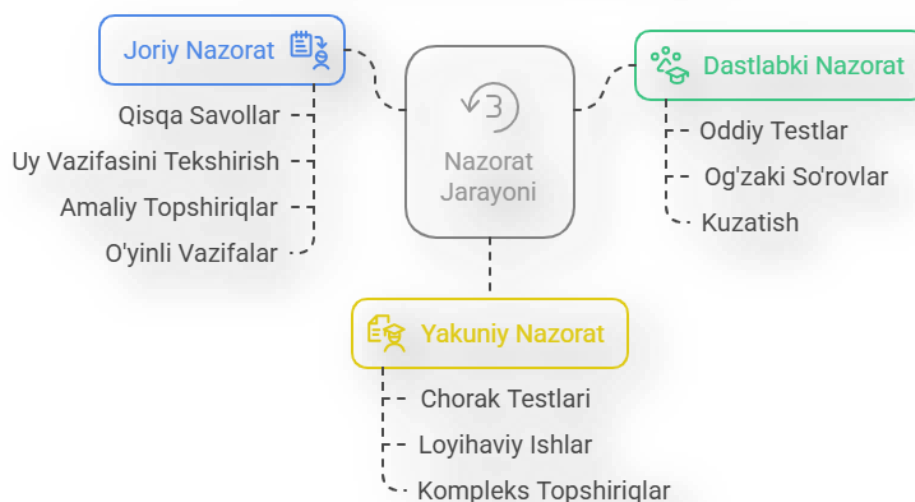 Joriy Nazorat
Qisqa Savollar
Uy Vazifasini Tekshirish
Amaliy Topshiriqlar
O'yinli Vazifalar
3
Nazorat
Jarayoni
Dastlabki Nazorat
Oddiy Testlar
Og'zaki So'rovlar
Kuzatish
Yakuniy Nazorat
Chorak Testlari
Loyihaviy Ishlar
Kompleks Topshiriqlar